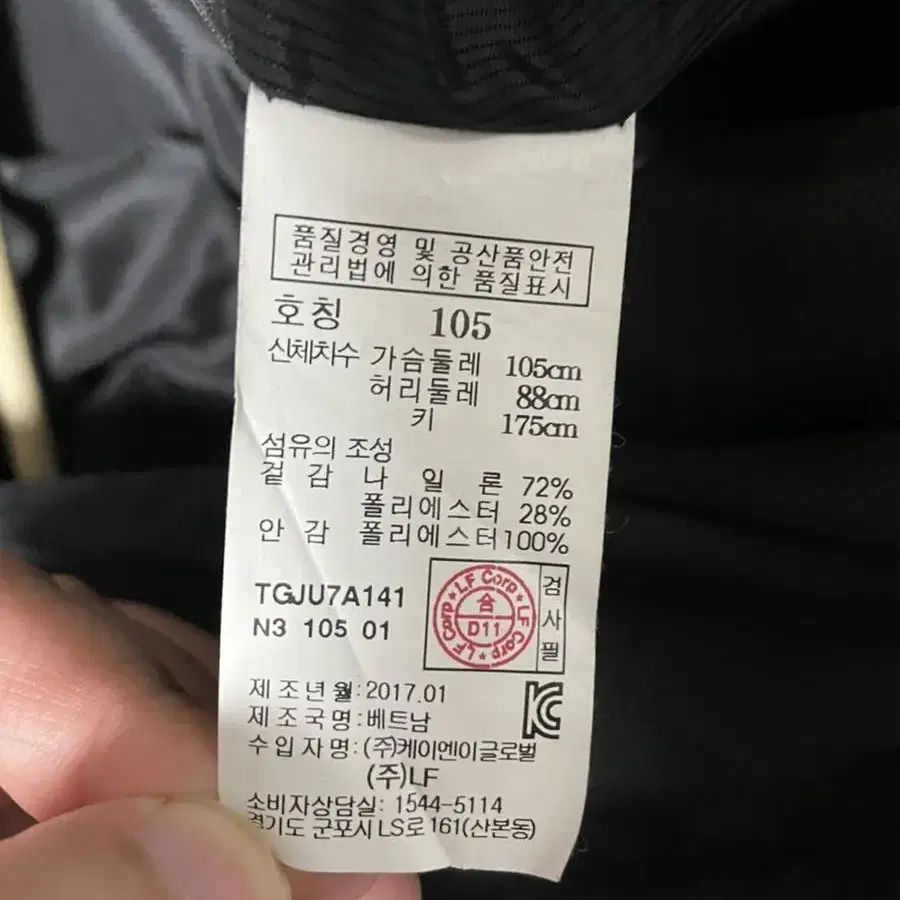 품질경영 및 공산품안전
관리법에 의한 품질표시
호칭 105
신체치수 가슴둘레 105cm
허리둘레 88cm
키 175cm
섬유의 조성
겉감 나일론 72%
폴리에스터 28%
안감 폴리에스터 100%
TGJU7A141
N3 105 01
LF Corp LF Corp LF Corp
合
D11
검사필
제조년월: 2017.01
제조국명: 베트남
수입자명: (주)케이엔이글로벌
(주)LF
소비자상담실: 1544-5114
경기도 군포시 LS로 161(산본동)